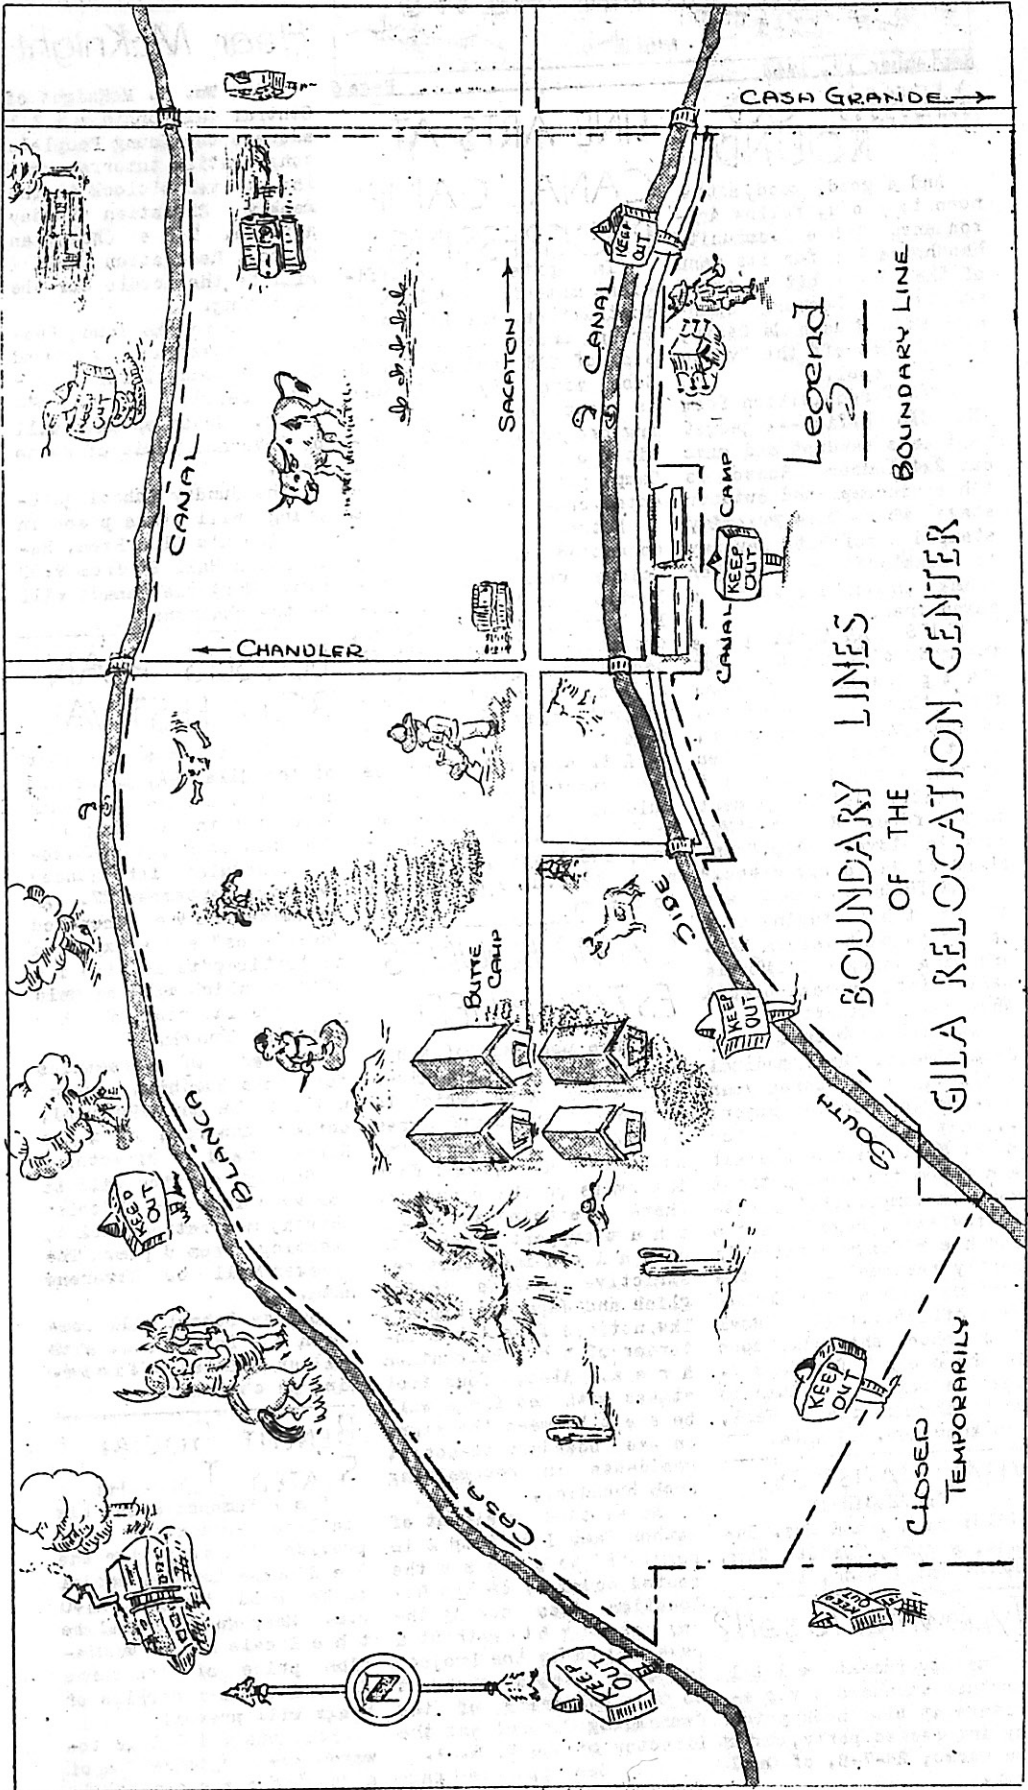 CASA GRANDE →
KEEP
OUT
OUT
CANAL
SACATON →
CANAL
Legend
BOUNDARY LINE
CANAL CAMP
KEEP
OUT
← CHANDLER
BUTTE
CAMP
SOUTH SIDE
KEEP
OUT
BOUNDARY LINES
OF THE
GILA RELOCATION CENTER
CASA BLANCA
KEEP
OUT
KEEP
OUT
CLOSED
TEMPORARILY
KEEP
OUT
KEEP
OUT
N